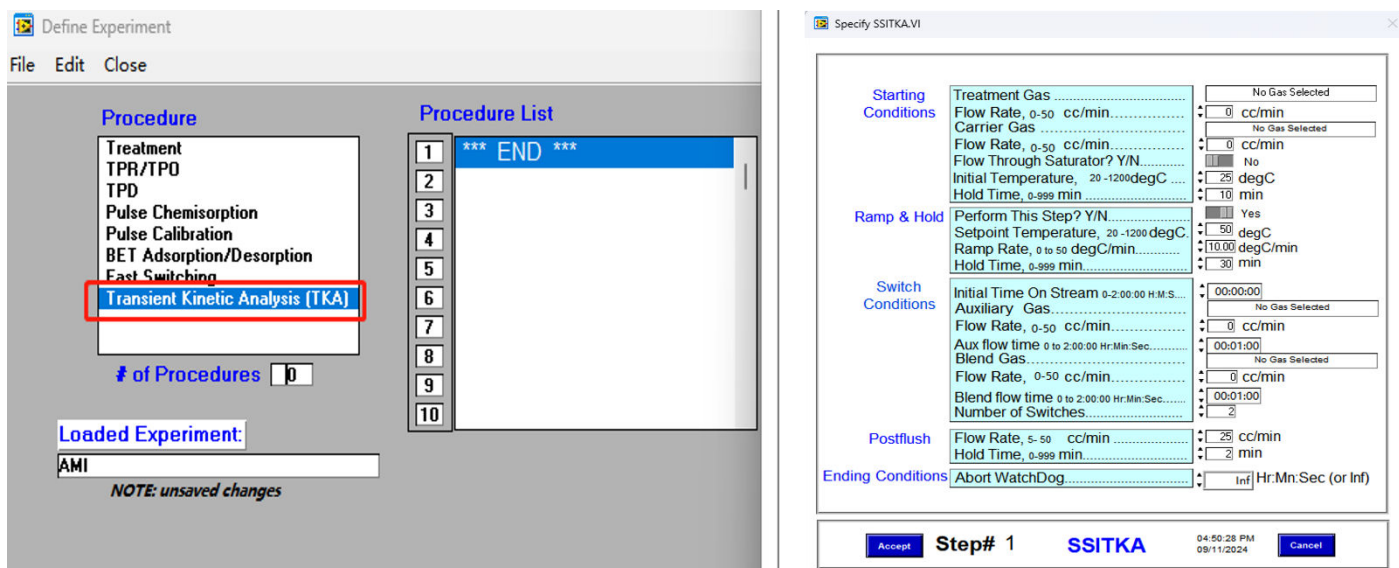 Define Experiment
File Edit Close
Procedure
Treatment
TPR/TPO
TPD
Pulse Chemisorption
Pulse Calibration
BET Adsorption/Desorption
Fast Switching
Transient Kinetic Analysis (TKA)
# of Procedures 0
Loaded Experiment:
AMI
NOTE: unsaved changes
Procedure List
1 *** END ***
2
3
4
5
6
7
8
9
10
Specify SSITKA.VI
Starting Conditions
Treatment Gas ................................ No Gas Selected
Flow Rate, 0-50 cc/min................. 0 cc/min
Carrier Gas ................................... No Gas Selected
Flow Rate, 0-50 cc/min................. 0 cc/min
Flow Through Saturator? Y/N........... No
Initial Temperature, 20 -1200degC .... 25 degC
Hold Time, 0-999 min ........................ 10 min
Ramp & Hold
Perform This Step? Y/N................... Yes
Setpoint Temperature, 20 -1200 degC. 50 degC
Ramp Rate, 0 to 50 degC/min............ 10.00 degC/min
Hold Time, 0-999 min......................... 30 min
Switch Conditions
Initial Time On Stream 0-2:00:00 H:M:S.... 00:00:00
Auxiliary Gas................................. No Gas Selected
Flow Rate, 0-50 cc/min................. 0 cc/min
Aux flow time 0 to 2:00:00 Hr:Min:Sec........... 00:01:00
Blend Gas...................................... No Gas Selected
Flow Rate, 0-50 cc/min................. 0 cc/min
Blend flow time 0 to 2:00:00 Hr:Min:Sec....... 00:01:00
Number of Switches........................ 2
Postflush
Flow Rate, 5- 50 cc/min ................. 25 cc/min
Hold Time, 0-999 min......................... 2 min
Ending Conditions
Abort WatchDog.............................. Inf Hr:Mn:Sec (or Inf)
Accept Step# 1 SSITKA 04:50:28 PM
09/11/2024 Cancel